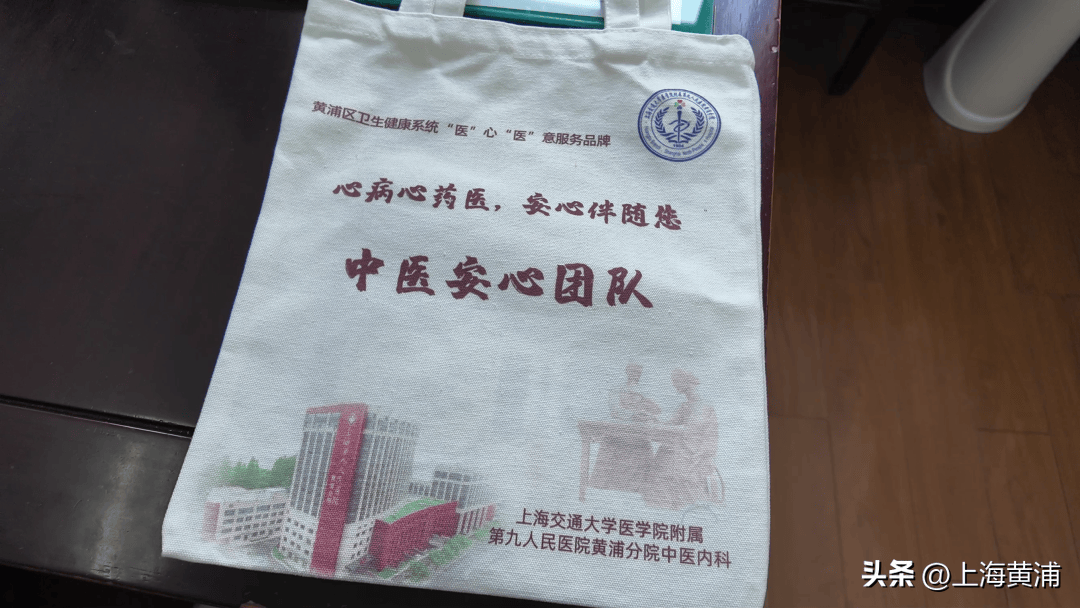 黄浦区卫生健康系统“医”心“医”意服务品牌
心病心药医，安心伴随您
中医安心团队
上海交通大学医学院附属
第九人民医院黄浦分院中医内科
头条 @上海黄浦